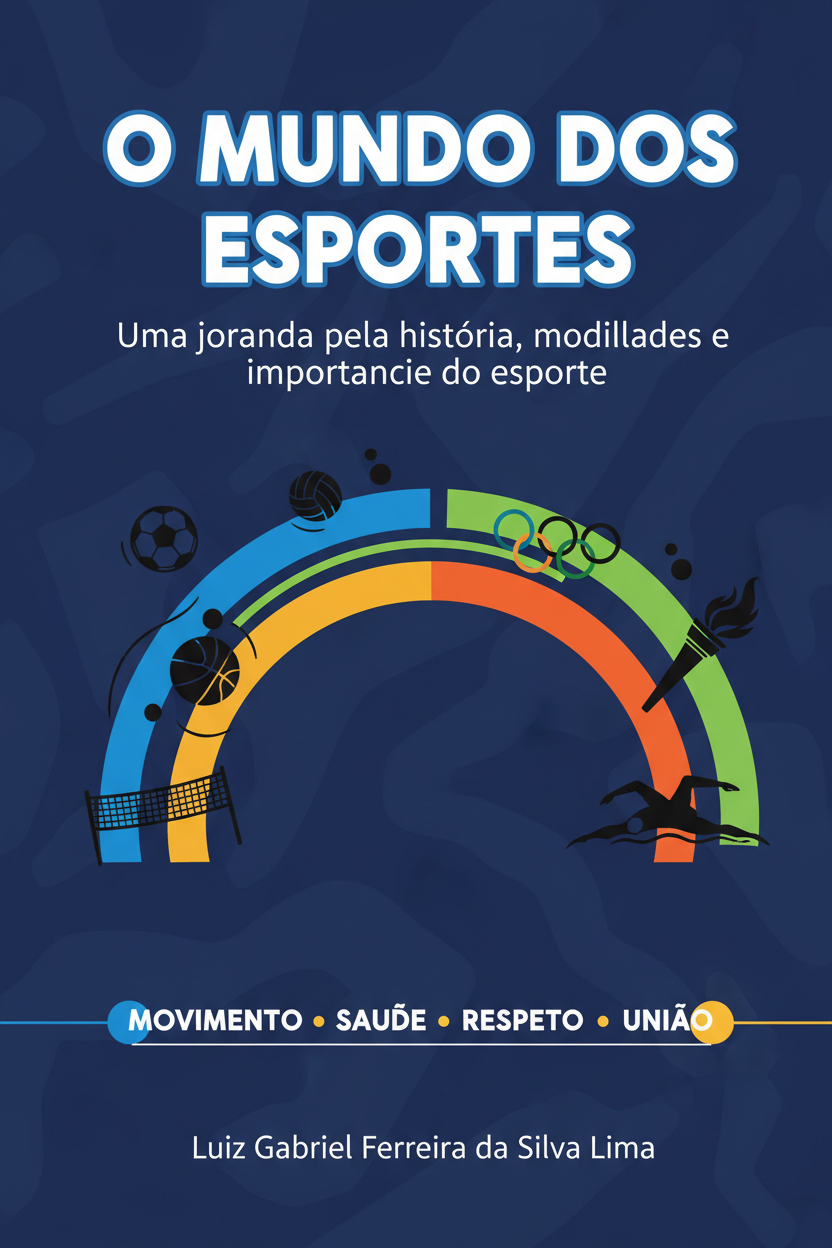 O MUNDO DOS
ESPORTES
Uma joranda pela história, modillades e
importancie do esporte
MOVIMENTO • SAUD̃E • RESPETO • UNIÃO
Luiz Gabriel Ferreira da Silva Lima